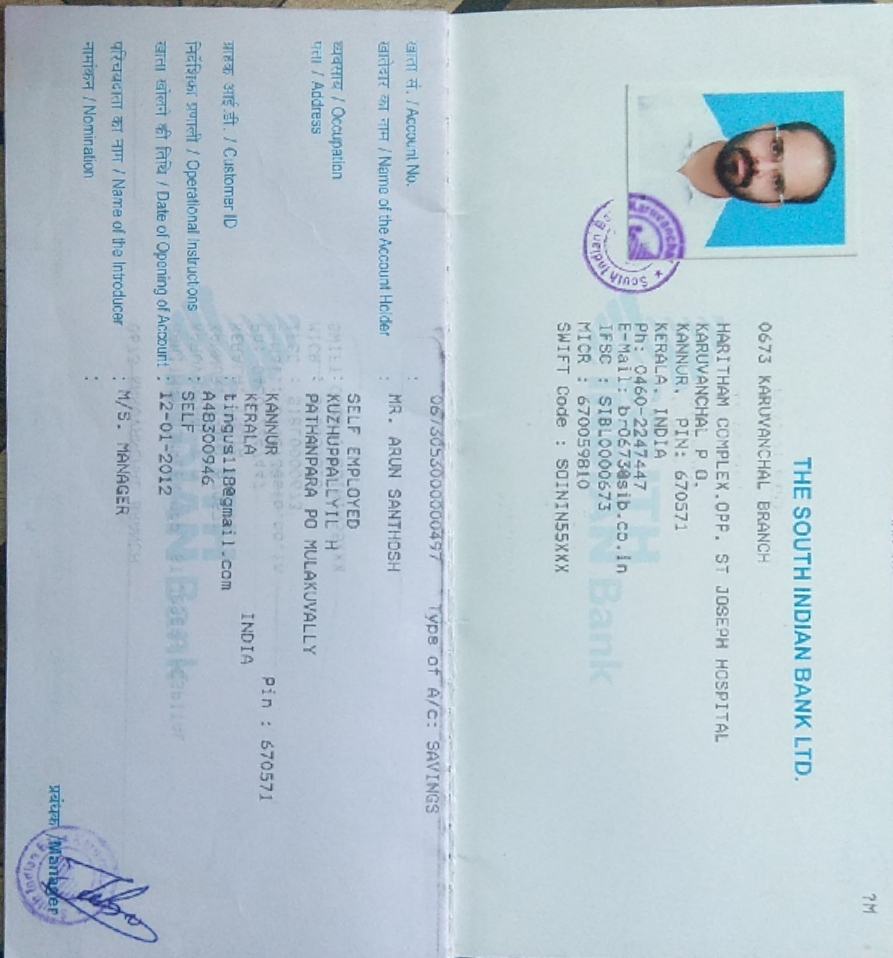 THE SOUTH INDIAN BANK LTD.
0673 KARUVANCHAL BRANCH
HARITHAM COMPLEX.OPP. ST JOSEPH HOSPITAL
KARUVANCHAL P O.
KANNUR. PIN: 670571
KERALA. INDIA
Ph: 0460-2247447
E-Mail: br0673@sib.co.in
IFSC : SIBL0000673
MICR : 670059810
SWIFT Code : SOININ55XXX
खाता सं. / Account No. : 0673053000000497 Type of A/C: SAVINGS
खातेदार का नाम / Name of the Account Holder : MR. ARUN SANTHOSH
व्यवसाय / Occupation : SELF EMPLOYED
पता / Address : KUZHUPPALLYIL H
PATHANPARA PO MULAKUVALLY
KANNUR Pin : 670571
KERALA INDIA
: tingus118@gmail.com
ग्राहक आई.डी. / Customer ID : A48300946
निर्देशिका प्रणाली / Operational Instructions : SELF
खाता खोलने की तिथि / Date of Opening of Account : 12-01-2012
परिचयदाता का नाम / Name of the Introducer : M/S. MANAGER
नामांकन / Nomination :
प्रबंधक /Manager
South Indian
7M